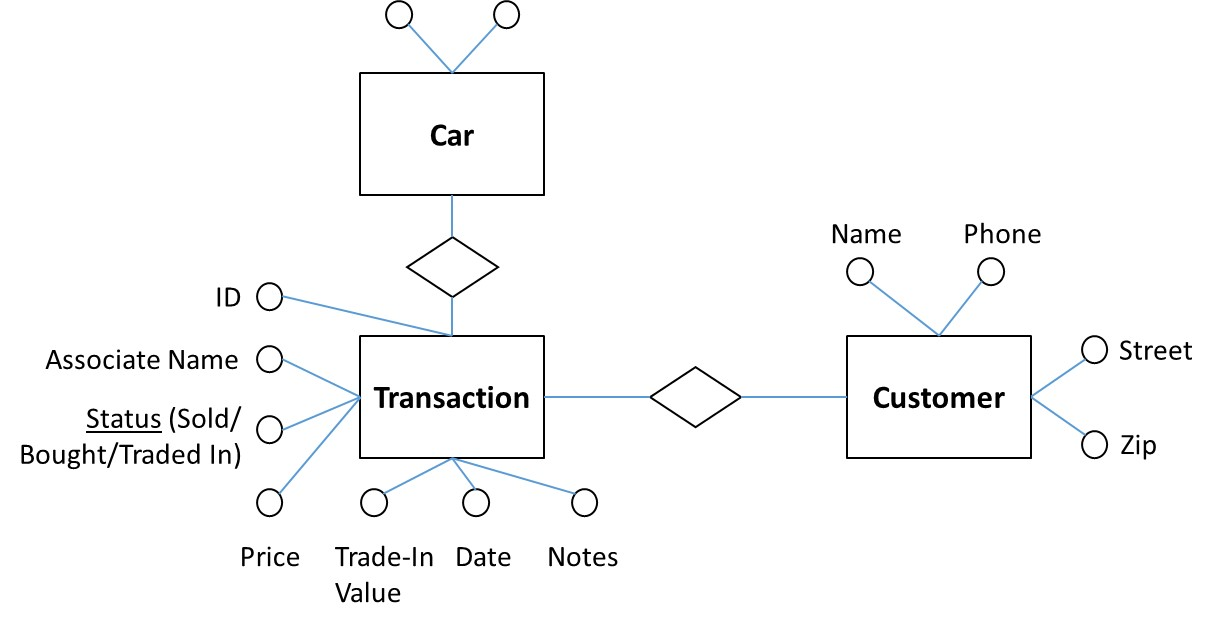 Car
Name
Phone
ID
Associate Name
Street
Transaction
Customer
Status (Sold/
Bought/Traded In)
Zip
Price
Trade-In
Value
Date
Notes